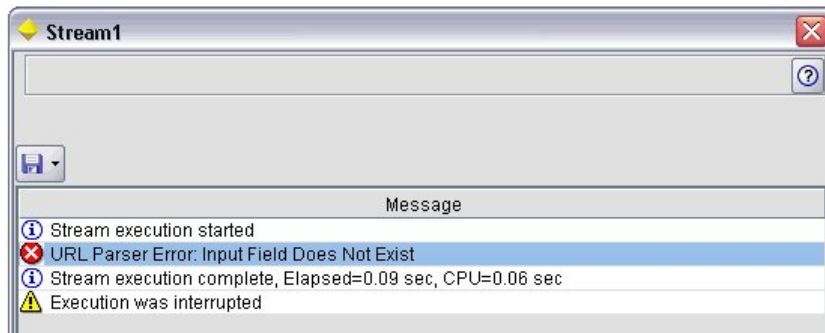 Stream1
Message
Stream execution started
URL Parser Error: Input Field Does Not Exist
Stream execution complete, Elapsed=0.09 sec, CPU=0.06 sec
Execution was interrupted